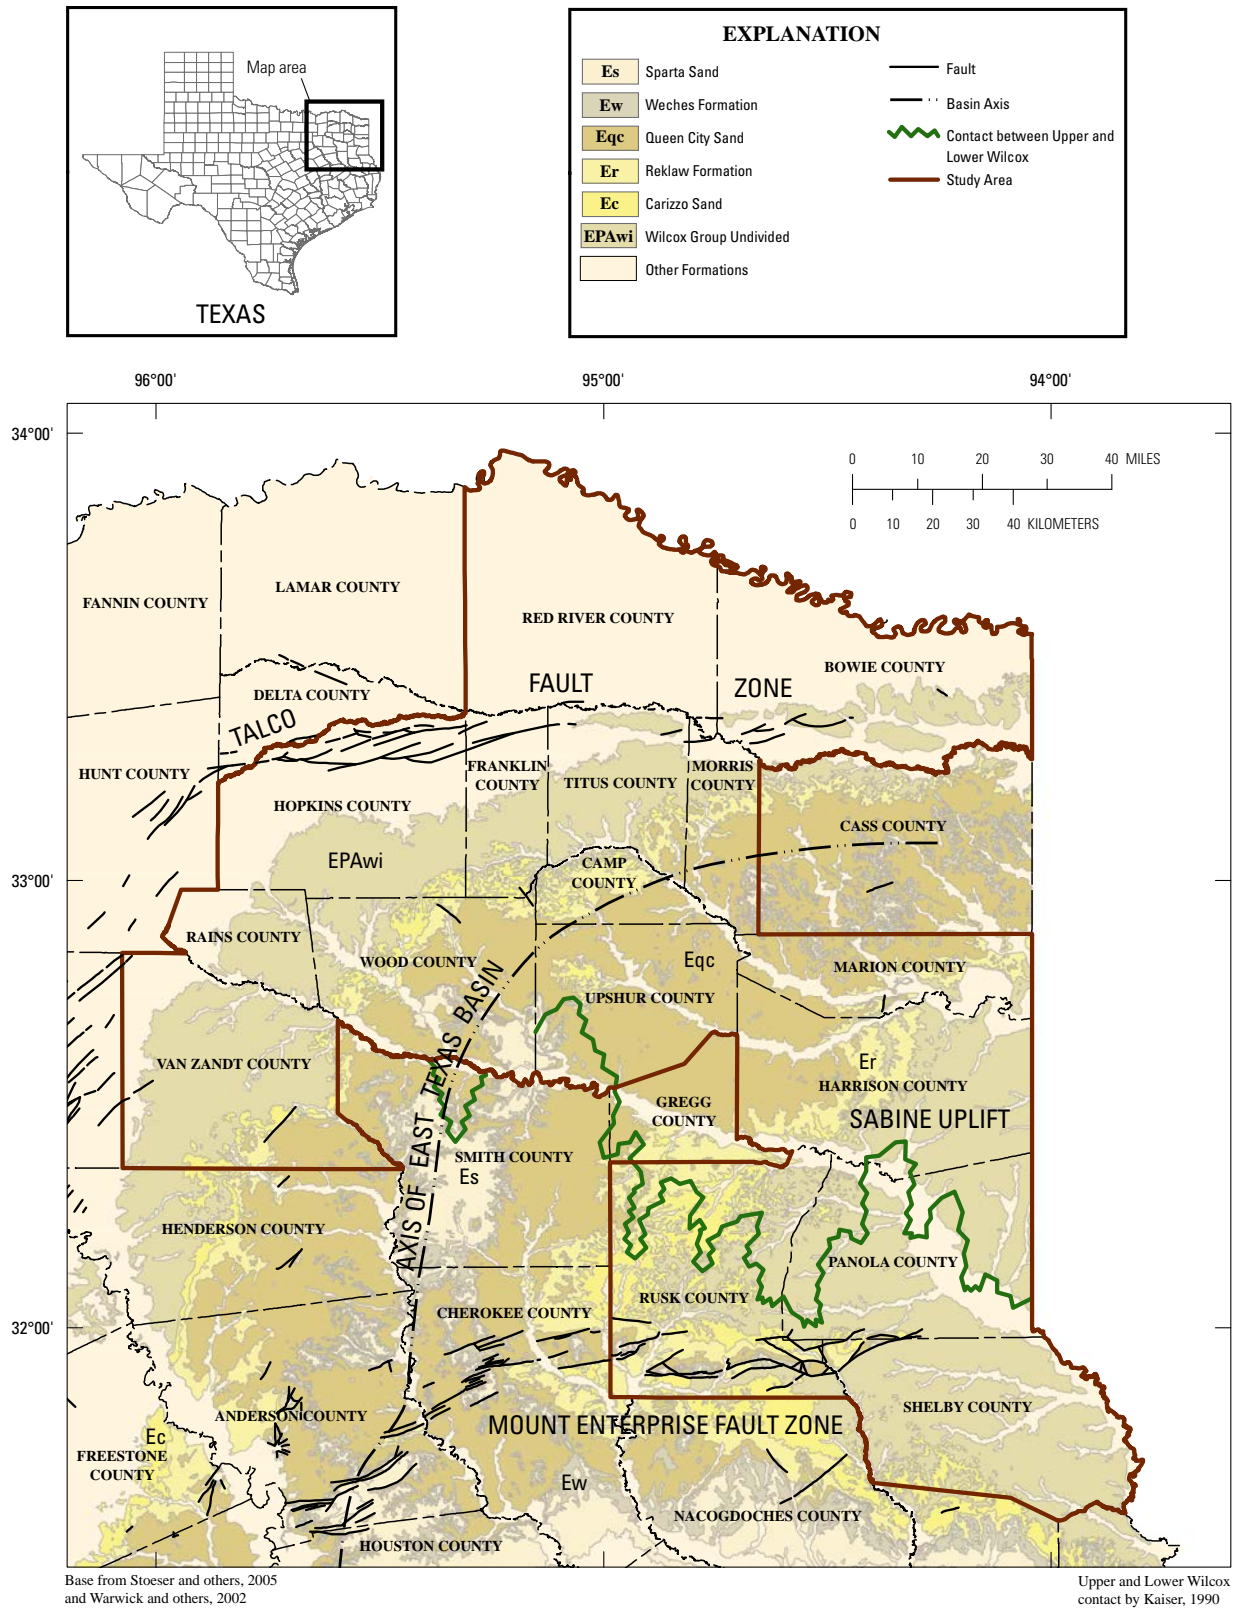 Map area
TEXAS
EXPLANATION
Es Sparta Sand
Ew Weches Formation
Eqc Queen City Sand
Er Reklaw Formation
Ec Carizzo Sand
EPAwi Wilcox Group Undivided
Other Formations
Fault
Basin Axis
Contact between Upper and
Lower Wilcox
Study Area
96°00' 95°00' 94°00'
34°00'
0 10 20 30 40 MILES
0 10 20 30 40 KILOMETERS
LAMAR COUNTY
FANNIN COUNTY
RED RIVER COUNTY
BOWIE COUNTY
DELTA COUNTY
TALCO FAULT ZONE
HUNT COUNTY
FRANKLIN
COUNTY
TITUS COUNTY
MORRIS
COUNTY
HOPKINS COUNTY
CASS COUNTY
EPAwi
CAMP
COUNTY
33°00'
RAINS COUNTY
WOOD COUNTY
Eqc
MARION COUNTY
UPSHUR COUNTY
VAN ZANDT COUNTY
Er
HARRISON COUNTY
GREGG
COUNTY
SABINE UPLIFT
SMITH COUNTY
Es
AXIS OF EAST TEXAS BASIN
HENDERSON COUNTY
PANOLA COUNTY
RUSK COUNTY
CHEROKEE COUNTY
32°00'
SHELBY COUNTY
ANDERSON COUNTY
MOUNT ENTERPRISE FAULT ZONE
Ec
FREESTONE
COUNTY
Ew
NACOGDOCHES COUNTY
HOUSTON COUNTY
Base from Stoeser and others, 2005
and Warwick and others, 2002
Upper and Lower Wilcox
contact by Kaiser, 1990